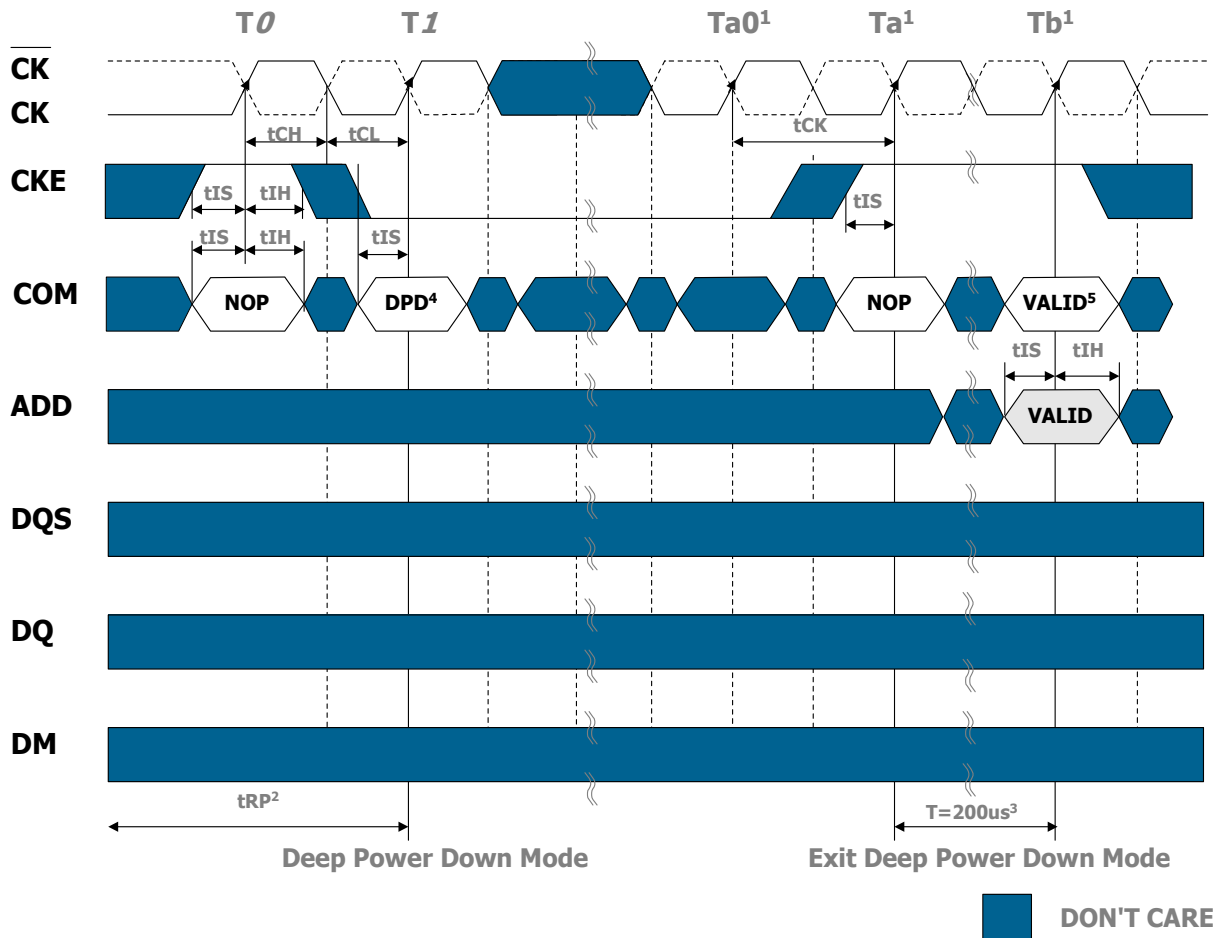 T0 T1 Ta0¹ Ta¹ Tb¹
CK
CK
tCH tCL tCK
CKE
tIS tIH tIS
tIS tIH tIS
COM NOP DPD⁴ NOP VALID⁵
tIS tIH
ADD VALID
DQS
DQ
DM
tRP² T=200us³
Deep Power Down Mode Exit Deep Power Down Mode
DON'T CARE